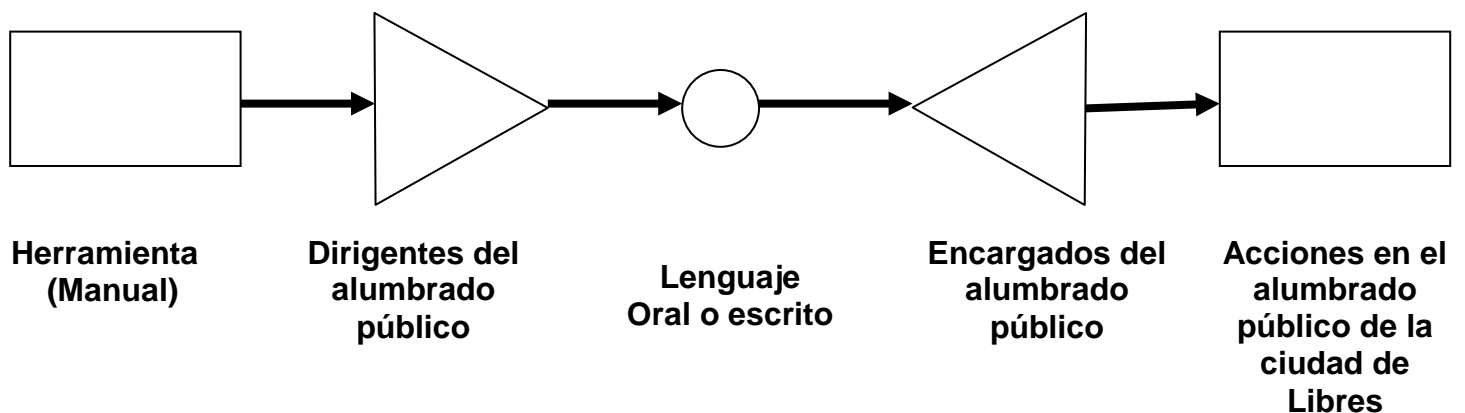 Herramienta
(Manual)
Dirigentes del
alumbrado
público
Lenguaje
Oral o escrito
Encargados del
alumbrado
público
Acciones en el
alumbrado
público de la
ciudad de
Libres